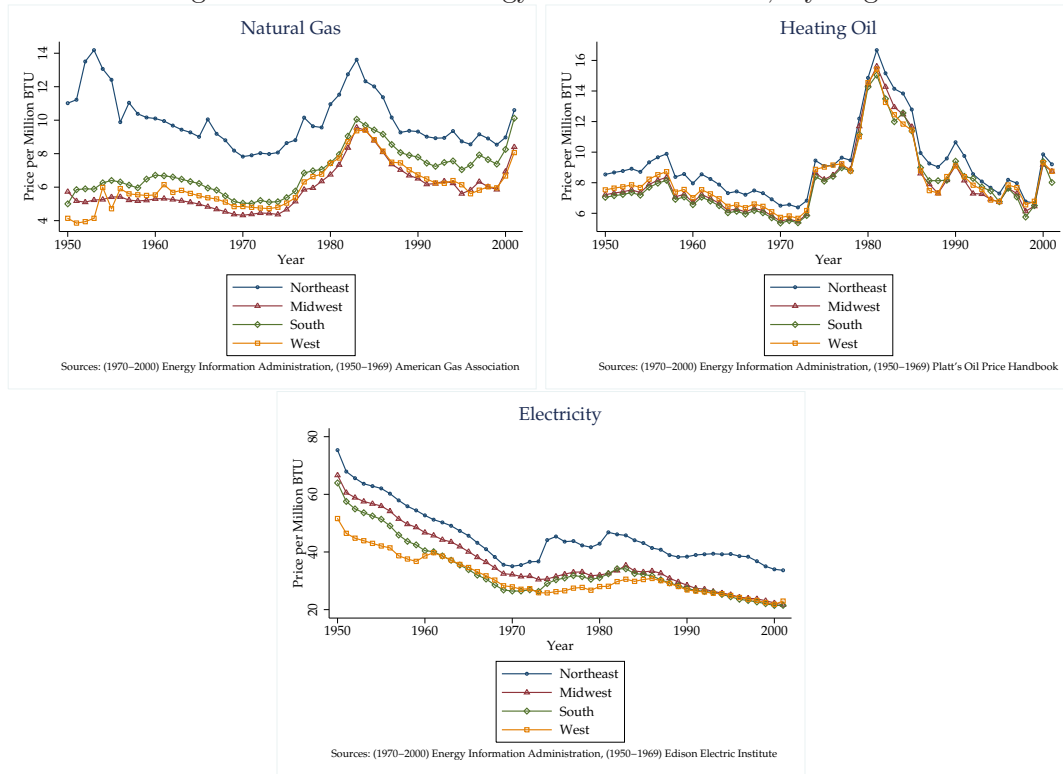 Natural Gas
Price per Million BTU
14
12
10
8
6
4
1950 1960 1970 1980 1990 2000
Year
Northeast
Midwest
South
West
Sources: (1970–2000) Energy Information Administration, (1950–1969) American Gas Association
Heating Oil
Price per Million BTU
16
14
12
10
8
6
1950 1960 1970 1980 1990 2000
Year
Northeast
Midwest
South
West
Sources: (1970–2000) Energy Information Administration, (1950–1969) Platt's Oil Price Handbook
Electricity
Price per Million BTU
80
60
40
20
1950 1960 1970 1980 1990 2000
Year
Northeast
Midwest
South
West
Sources: (1970–2000) Energy Information Administration, (1950–1969) Edison Electric Institute